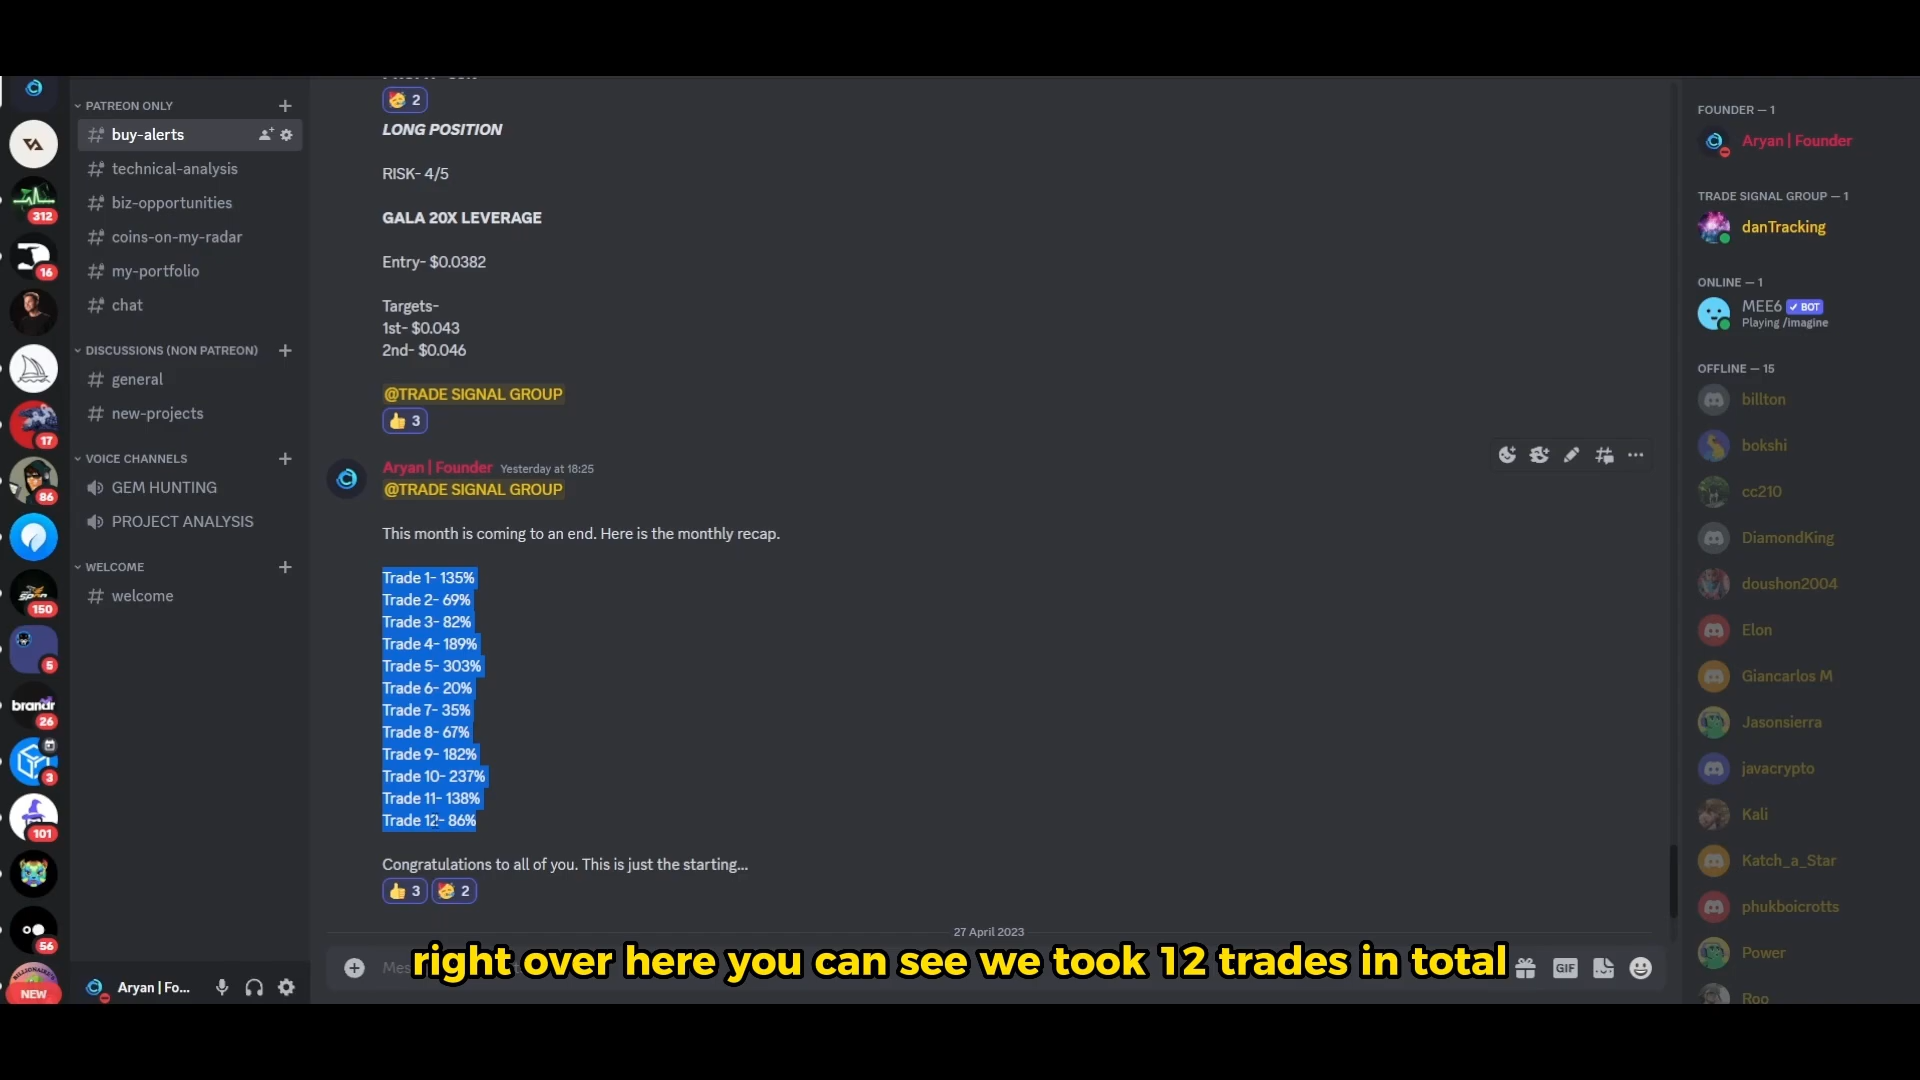 PATREON ONLY
buy-alerts
technical-analysis
biz-opportunities
coins-on-my-radar
my-portfolio
chat
DISCUSSIONS (NON PATREON)
general
new-projects
VOICE CHANNELS
GEM HUNTING
PROJECT ANALYSIS
WELCOME
welcome
312
16
17
86
150
5
brandr
26
3
101
56
NEW
Aryan | Fo...
2
LONG POSITION
RISK- 4/5
GALA 20X LEVERAGE
Entry- $0.0382
Targets-
1st- $0.043
2nd- $0.046
@TRADE SIGNAL GROUP
3
Aryan | Founder Yesterday at 18:25
@TRADE SIGNAL GROUP
This month is coming to an end. Here is the monthly recap.
Trade 1- 135%
Trade 2- 69%
Trade 3- 82%
Trade 4- 189%
Trade 5- 303%
Trade 6- 20%
Trade 7- 35%
Trade 8- 67%
Trade 9- 182%
Trade 10- 237%
Trade 11- 138%
Trade 12- 86%
Congratulations to all of you. This is just the starting...
3 2
27 April 2023
right over here you can see we took 12 trades in total
GIF
FOUNDER — 1
Aryan | Founder
TRADE SIGNAL GROUP — 1
danTracking
ONLINE — 1
MEE6 BOT
Playing /imagine
OFFLINE — 15
billton
bokshi
cc210
DiamondKing
doushon2004
Elon
Giancarlos M
Jasonsierra
javacrypto
Kali
Katch_a_Star
phukboicrotts
Power
Roo